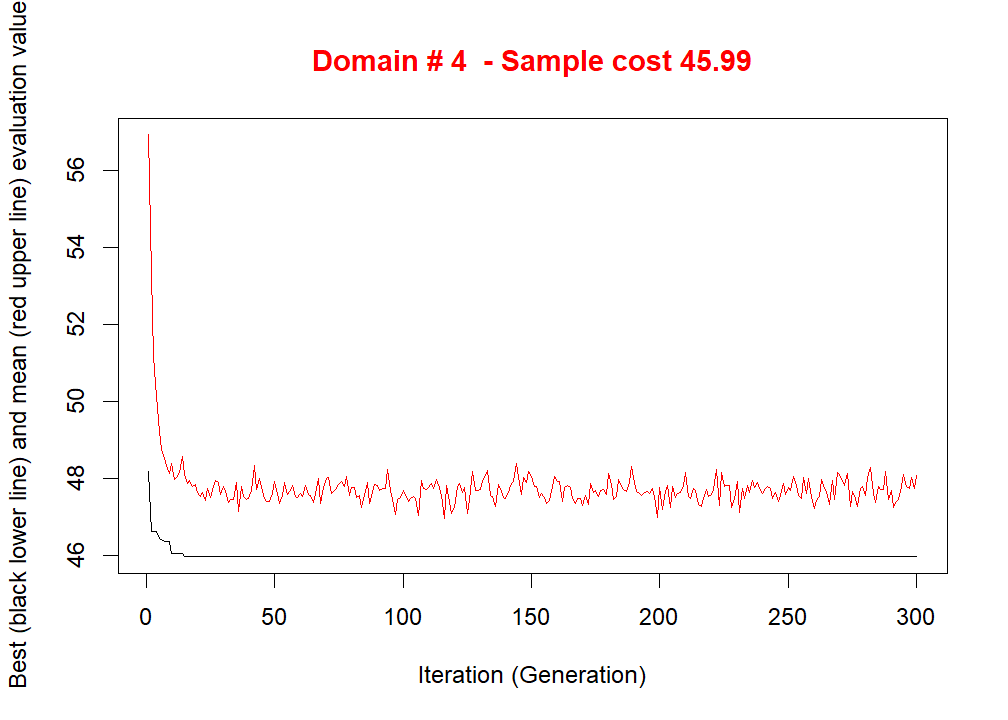 Domain # 4  - Sample cost 45.99
Best (black lower line) and mean (red upper line) evaluation value
56
54
52
50
48
46
0 50 100 150 200 250 300
Iteration (Generation)